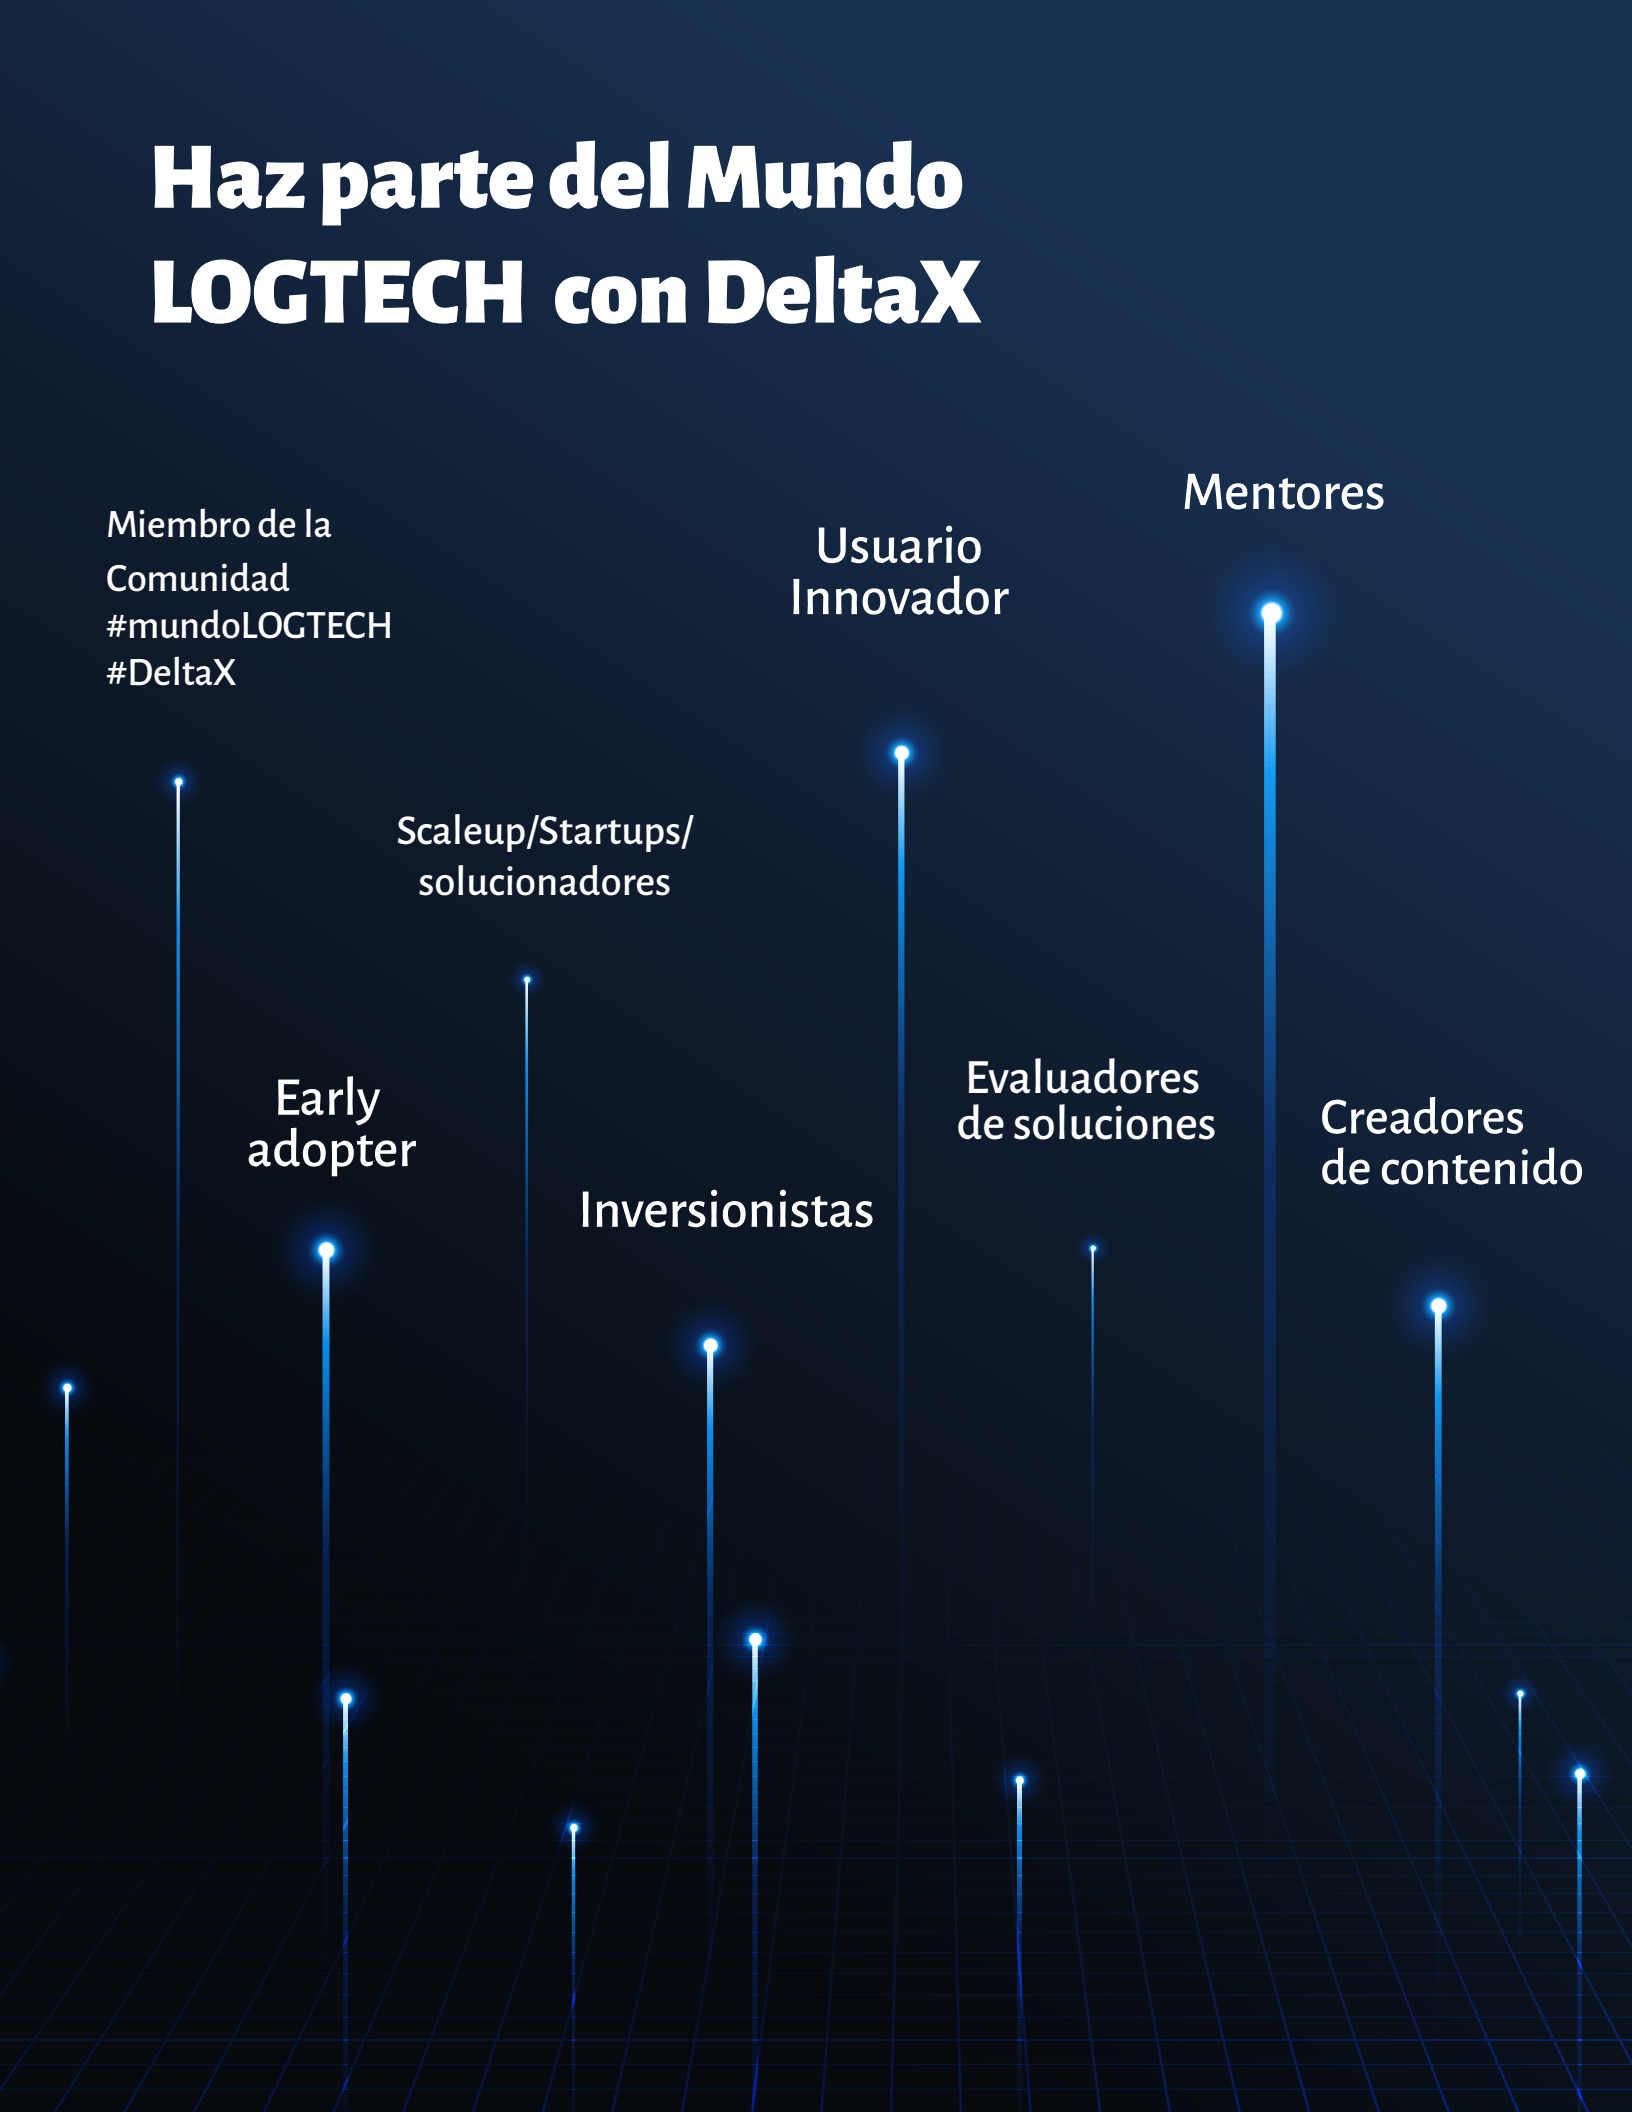 Haz parte del Mundo
LOGTECH con DeltaX
Miembro de la
Comunidad
#mundoLOGTECH
#DeltaX
Usuario
Innovador
Mentores
Scaleup/Startups/
solucionadores
Early
adopter
Inversionistas
Evaluadores
de soluciones
Creadores
de contenido